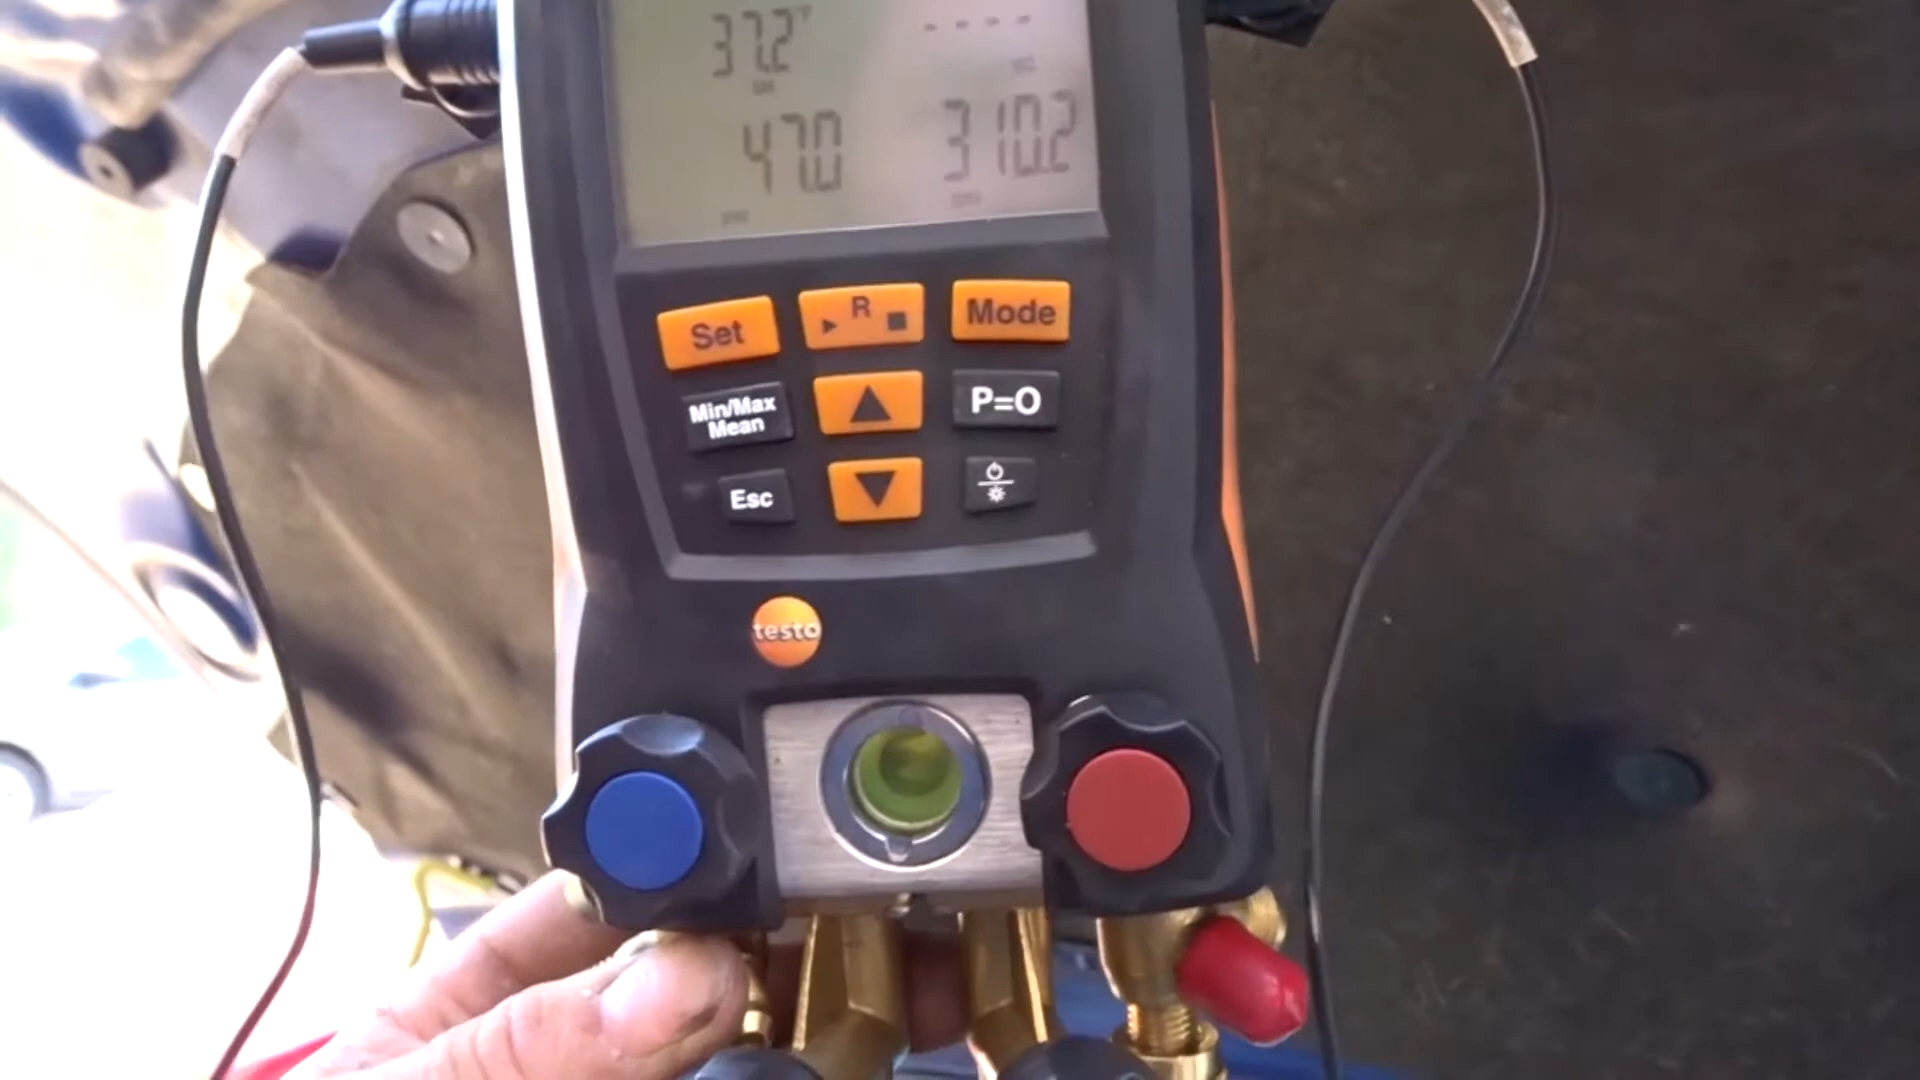 37.2 ----
47.0 310.2
Set R Mode
Min/Max
Mean
P=O
Esc
testo